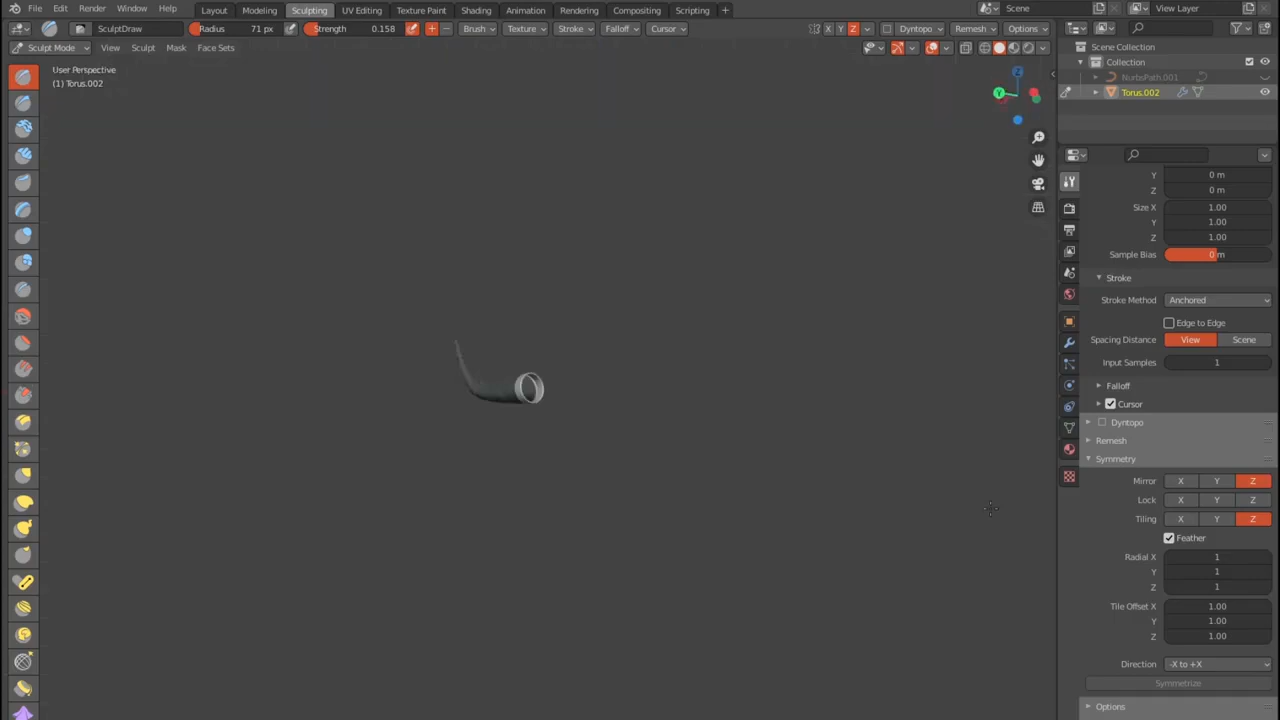 File Edit Render Window Help Layout Modeling Sculpting UV Editing Texture Paint Shading Animation Rendering Compositing Scripting + Scene View Layer
SculptDraw Radius 71 px Strength 0.158 Brush Texture Stroke Falloff Cursor X Y Z Dyntopo Remesh Options
Sculpt Mode View Sculpt Mask Face Sets
User Perspective
(1) Torus.002
Z
Y
Scene Collection
Collection
NurbsPath.001
Torus.002
Y 0 m
Z 0 m
Size X 1.00
Y 1.00
Z 1.00
Sample Bias 0 m
Stroke
Stroke Method Anchored
Edge to Edge
Spacing Distance View Scene
Input Samples 1
Falloff
Cursor
Dyntopo
Remesh
Symmetry
Mirror X Y Z
Lock X Y Z
Tiling X Y Z
Feather
Radial X 1
Y 1
Z 1
Tile Offset X 1.00
Y 1.00
Z 1.00
Direction -X to +X
Symmetrize
Options